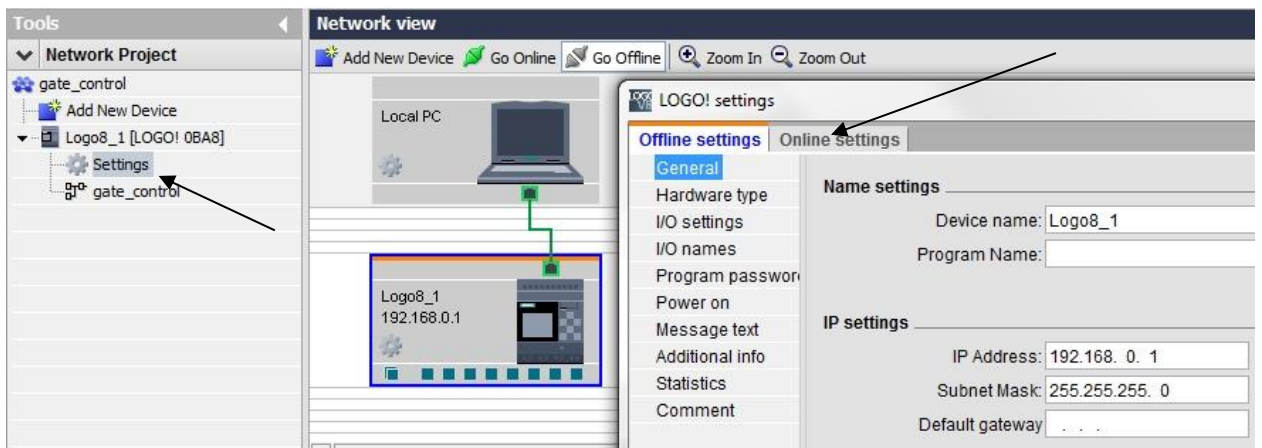 Tools
Network Project
gate_control
Add New Device
Logo8_1 [LOGO! 0BA8]
Settings
gate_control
Network view
Add New Device Go Online Go Offline Zoom In Zoom Out
Local PC
Logo8_1
192.168.0.1
LOGO! settings
Offline settings Online settings
General
Hardware type
I/O settings
I/O names
Program password
Power on
Message text
Additional info
Statistics
Comment
Name settings
Device name: Logo8_1
Program Name:
IP settings
IP Address: 192.168. 0. 1
Subnet Mask: 255.255.255. 0
Default gateway . . .